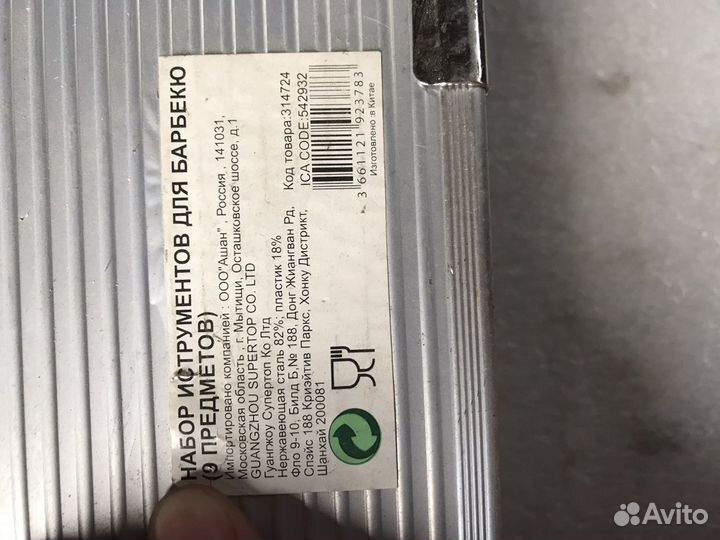 НАБОР ИСТРУМЕНТОВ ДЛЯ БАРБЕКЮ
(9 ПРЕДМЕТОВ)
Импортировано компанией : ООО"Ашан" , Россия , 141031,
Московская область , г. Мытищи, Осташковское шоссе, д.1
GUANGZHOU SUPERTOP CO. LTD
Гуангжоу Супертоп Ко Лтд
Нержавеющая сталь 82%; пластик 18%
Фло 9-10, Билд Б,№ 188, Донг Жиангван Рд,
Спэйс 188 Криэйтив Паркс, Хонку Дистрикт,
Шанхай 200081
Код товара:314724
ICA CODE:542932
3 661121 923783
Изготовлено :в Китае
Avito